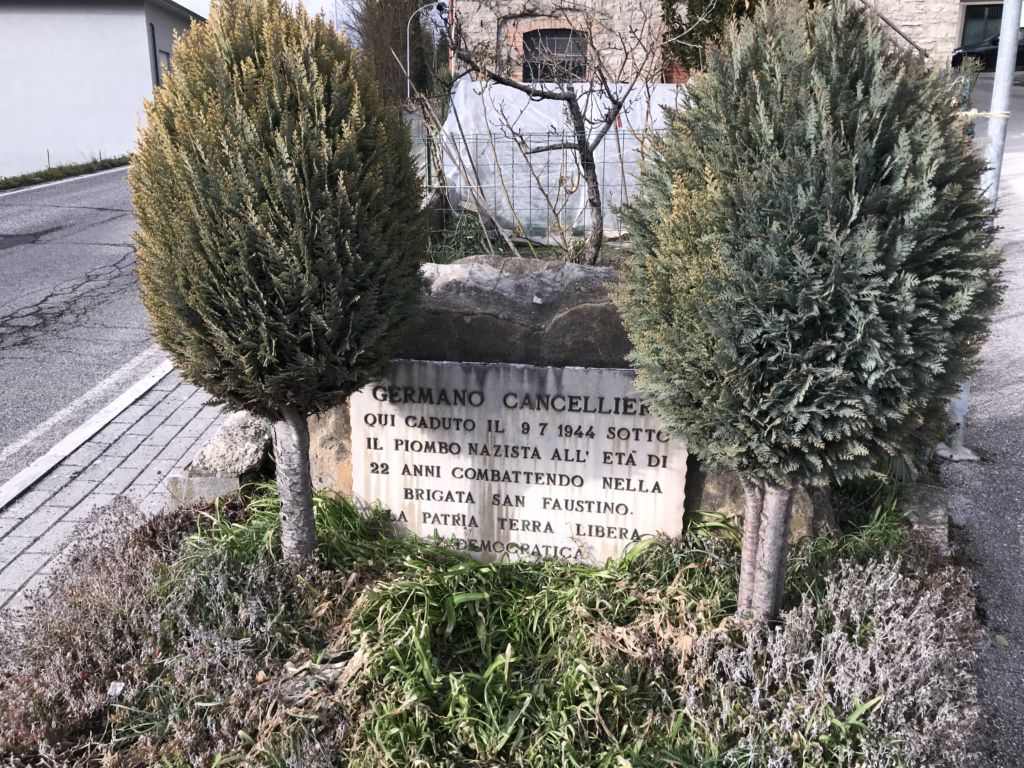 GERMANO CANCELLIER
QUI CADUTO IL 9 7 1944 SOTTO
IL PIOMBO NAZISTA ALL' ETÀ DI
22 ANNI COMBATTENDO NELLA
BRIGATA SAN FAUSTINO.
LA PATRIA TERRA LIBERA
DEMOCRATICA